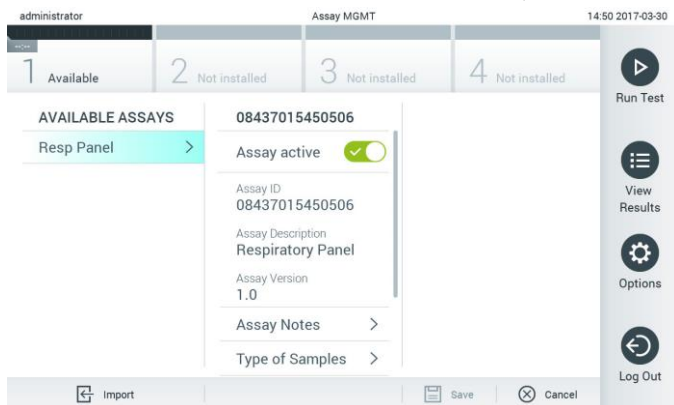 administrator
Assay MGMT
14:50 2017-03-30
--:--
1 Available
2 Not installed
3 Not installed
4 Not installed
Run Test
AVAILABLE ASSAYS
Resp Panel
08437015450506
Assay active
Assay ID
08437015450506
Assay Description
Respiratory Panel
Assay Version
1.0
Assay Notes
Type of Samples
View
Results
Options
Log Out
Import
Save
Cancel